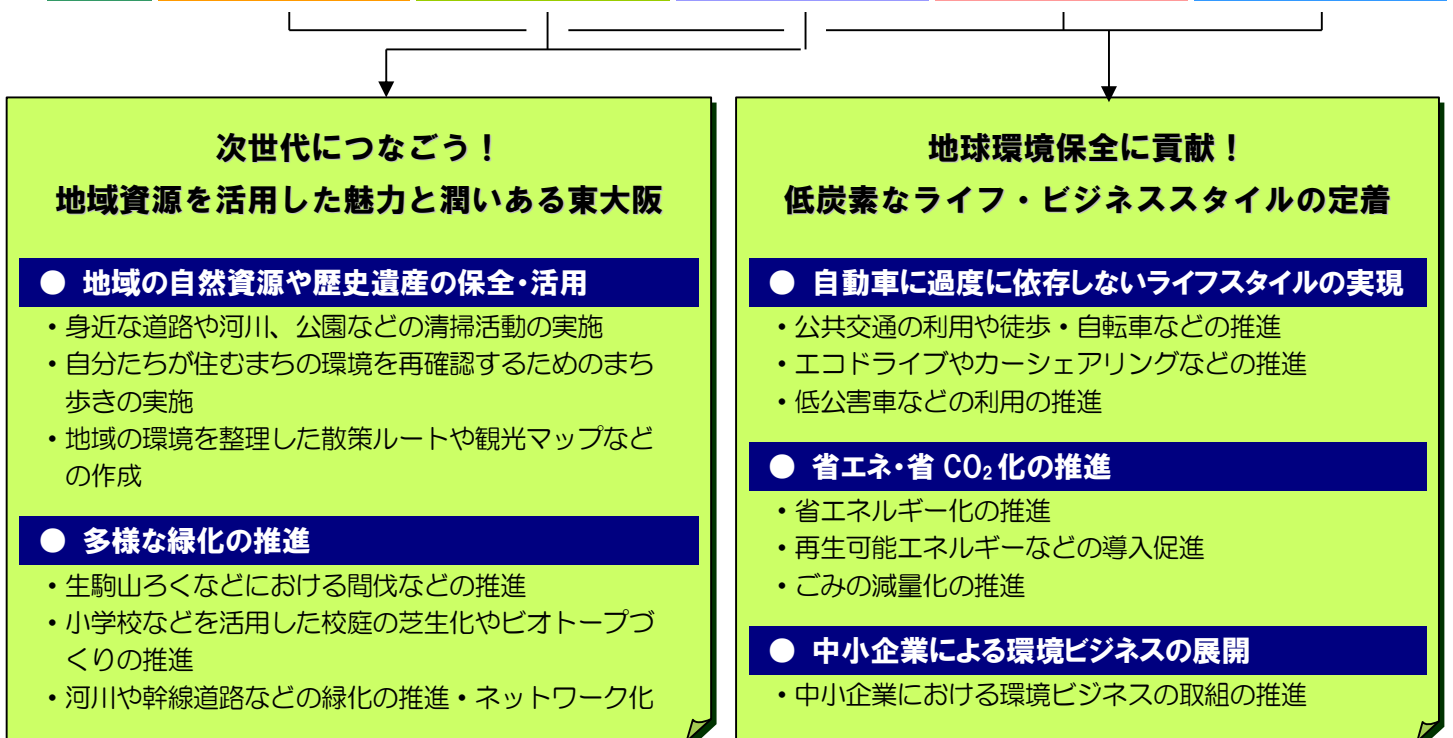 次世代につなごう！
地域資源を活用した魅力と潤いある東大阪
● 地域の自然資源や歴史遺産の保全・活用
・身近な道路や河川、公園などの清掃活動の実施
・自分たちが住むまちの環境を再確認するためのまち
歩きの実施
・地域の環境を整理した散策ルートや観光マップなど
の作成
● 多様な緑化の推進
・生駒山ろくなどにおける間伐などの推進
・小学校などを活用した校庭の芝生化やビオトープづ
くりの推進
・河川や幹線道路などの緑化の推進・ネットワーク化
地球環境保全に貢献！
低炭素なライフ・ビジネススタイルの定着
● 自動車に過度に依存しないライフスタイルの実現
・公共交通の利用や徒歩・自転車などの推進
・エコドライブやカーシェアリングなどの推進
・低公害車などの利用の推進
● 省エネ・省 CO₂ 化の推進
・省エネルギー化の推進
・再生可能エネルギーなどの導入促進
・ごみの減量化の推進
● 中小企業による環境ビジネスの展開
・中小企業における環境ビジネスの取組の推進